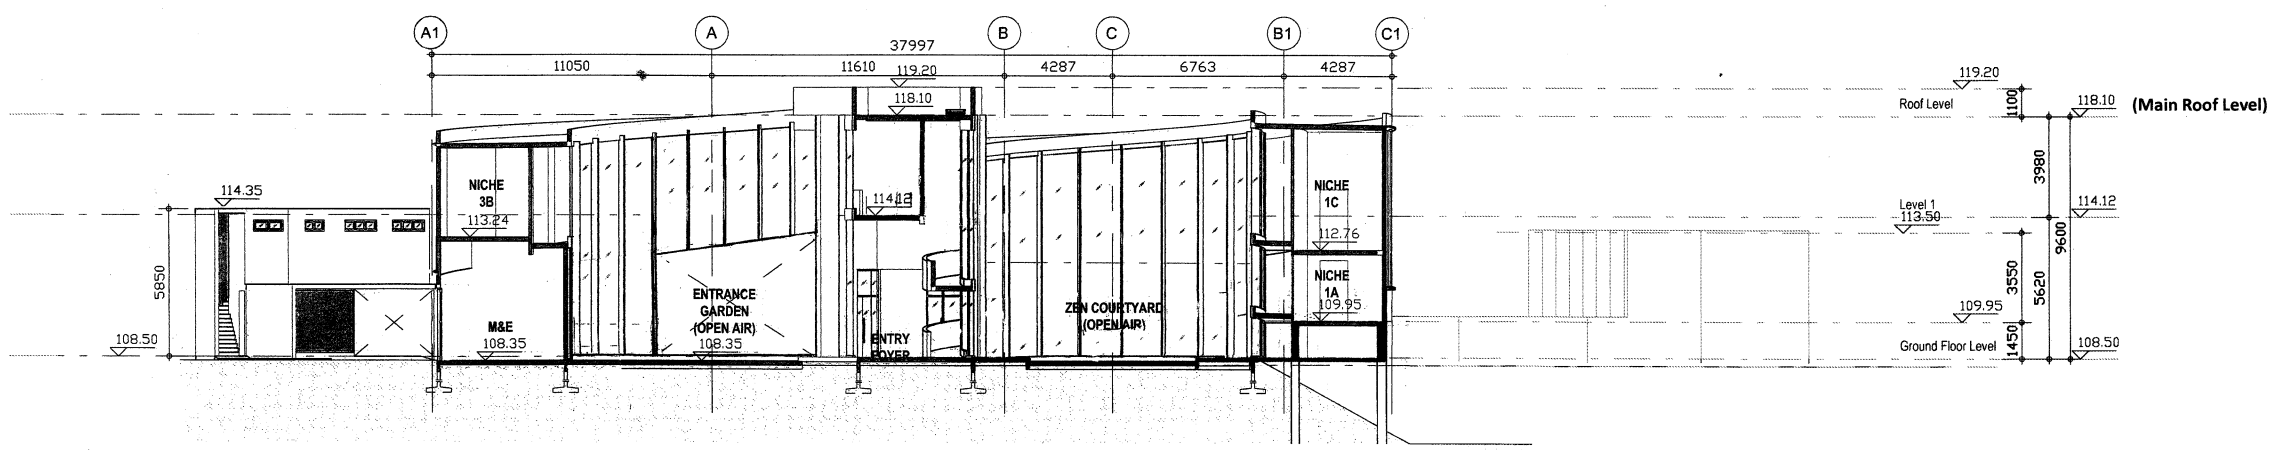 A1
A
B
C
B1
C1
37997
11050
11610
4287
6763
4287
119.20
119.20
118.10
Roof Level
1100
118.10
(Main Roof Level)
NICHE
3B
NICHE
1C
3980
114.35
114.12
Level 1
114.12
113.24
113.50
112.76
9600
5850
NICHE
1A
3550
5620
ENTRANCE
GARDEN
(OPEN AIR)
ZEN COURTYARD
(OPEN AIR)
109.95
109.95
M&E
108.50
108.35
108.35
ENTRY
FOYER
14550
Ground Floor Level
108.50